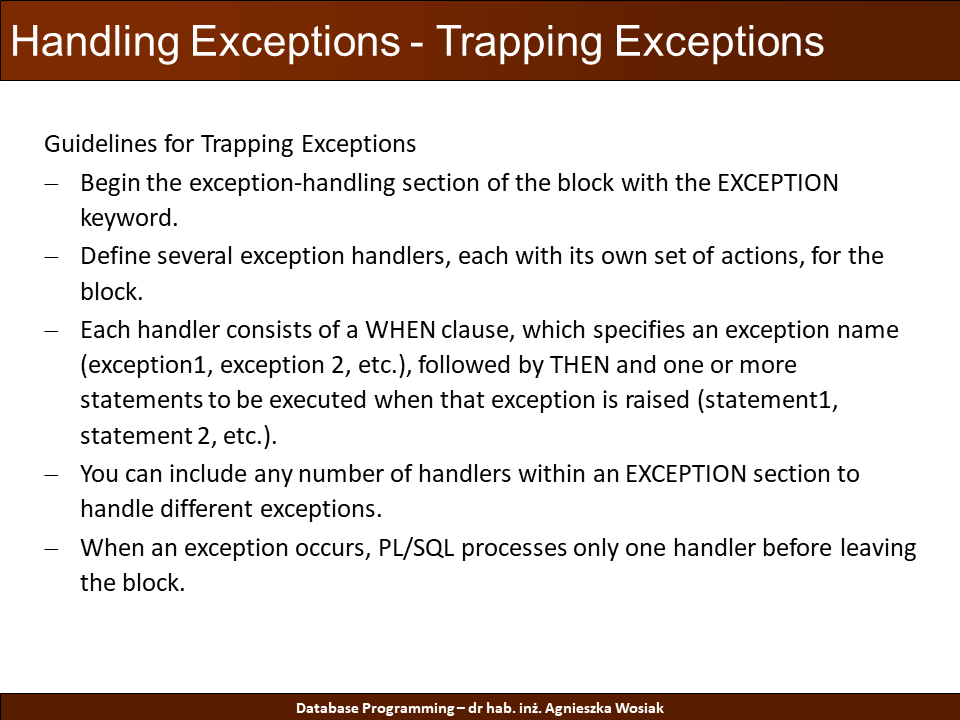 Handling Exceptions - Trapping Exceptions
Guidelines for Trapping Exceptions
– Begin the exception-handling section of the block with the EXCEPTION
keyword.
– Define several exception handlers, each with its own set of actions, for the
block.
– Each handler consists of a WHEN clause, which specifies an exception name
(exception1, exception 2, etc.), followed by THEN and one or more
statements to be executed when that exception is raised (statement1,
statement 2, etc.).
– You can include any number of handlers within an EXCEPTION section to
handle different exceptions.
– When an exception occurs, PL/SQL processes only one handler before leaving
the block.
Database Programming – dr hab. inż. Agnieszka Wosiak